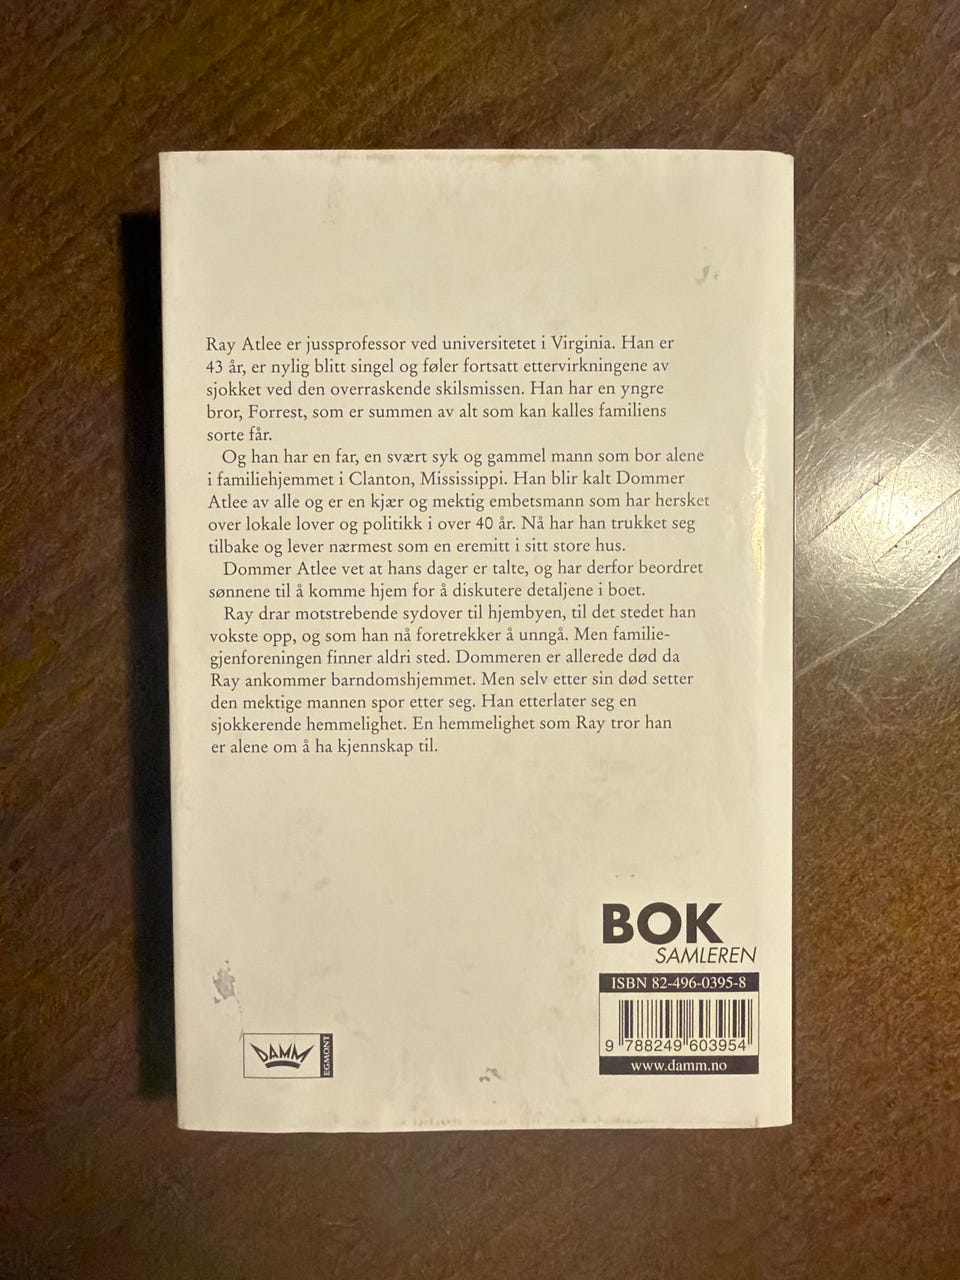 Ray Atlee er jussprofessor ved universitetet i Virginia. Han er
43 år, er nylig blitt singel og føler fortsatt ettervirkningene av
sjokket ved den overraskende skilsmissen. Han har en yngre
bror, Forrest, som er summen av alt som kan kalles familiens
sorte får.
Og han har en far, en svært syk og gammel mann som bor alene
i familiehjemmet i Clanton, Mississippi. Han blir kalt Dommer
Atlee av alle og er en kjær og mektig embetsmann som har hersket
over lokale lover og politikk i over 40 år. Nå har han trukket seg
tilbake og lever nærmest som en eremitt i sitt store hus.
Dommer Atlee vet at hans dager er talte, og har derfor beordret
sønnene til å komme hjem for å diskutere detaljene i boet.
Ray drar motstrebende sydover til hjembyen, til det stedet han
vokste opp, og som han nå foretrekker å unngå. Men familie-
gjenforeningen finner aldri sted. Dommeren er allerede død da
Ray ankommer barndomshjemmet. Men selv etter sin død setter
den mektige mannen spor etter seg. Han etterlater seg en
sjokkerende hemmelighet. En hemmelighet som Ray tror han
er alene om å ha kjennskap til.
BOK
SAMLEREN
ISBN 82-496-0395-8
9 788249 603954
www.damm.no
DAMM
EGMONT